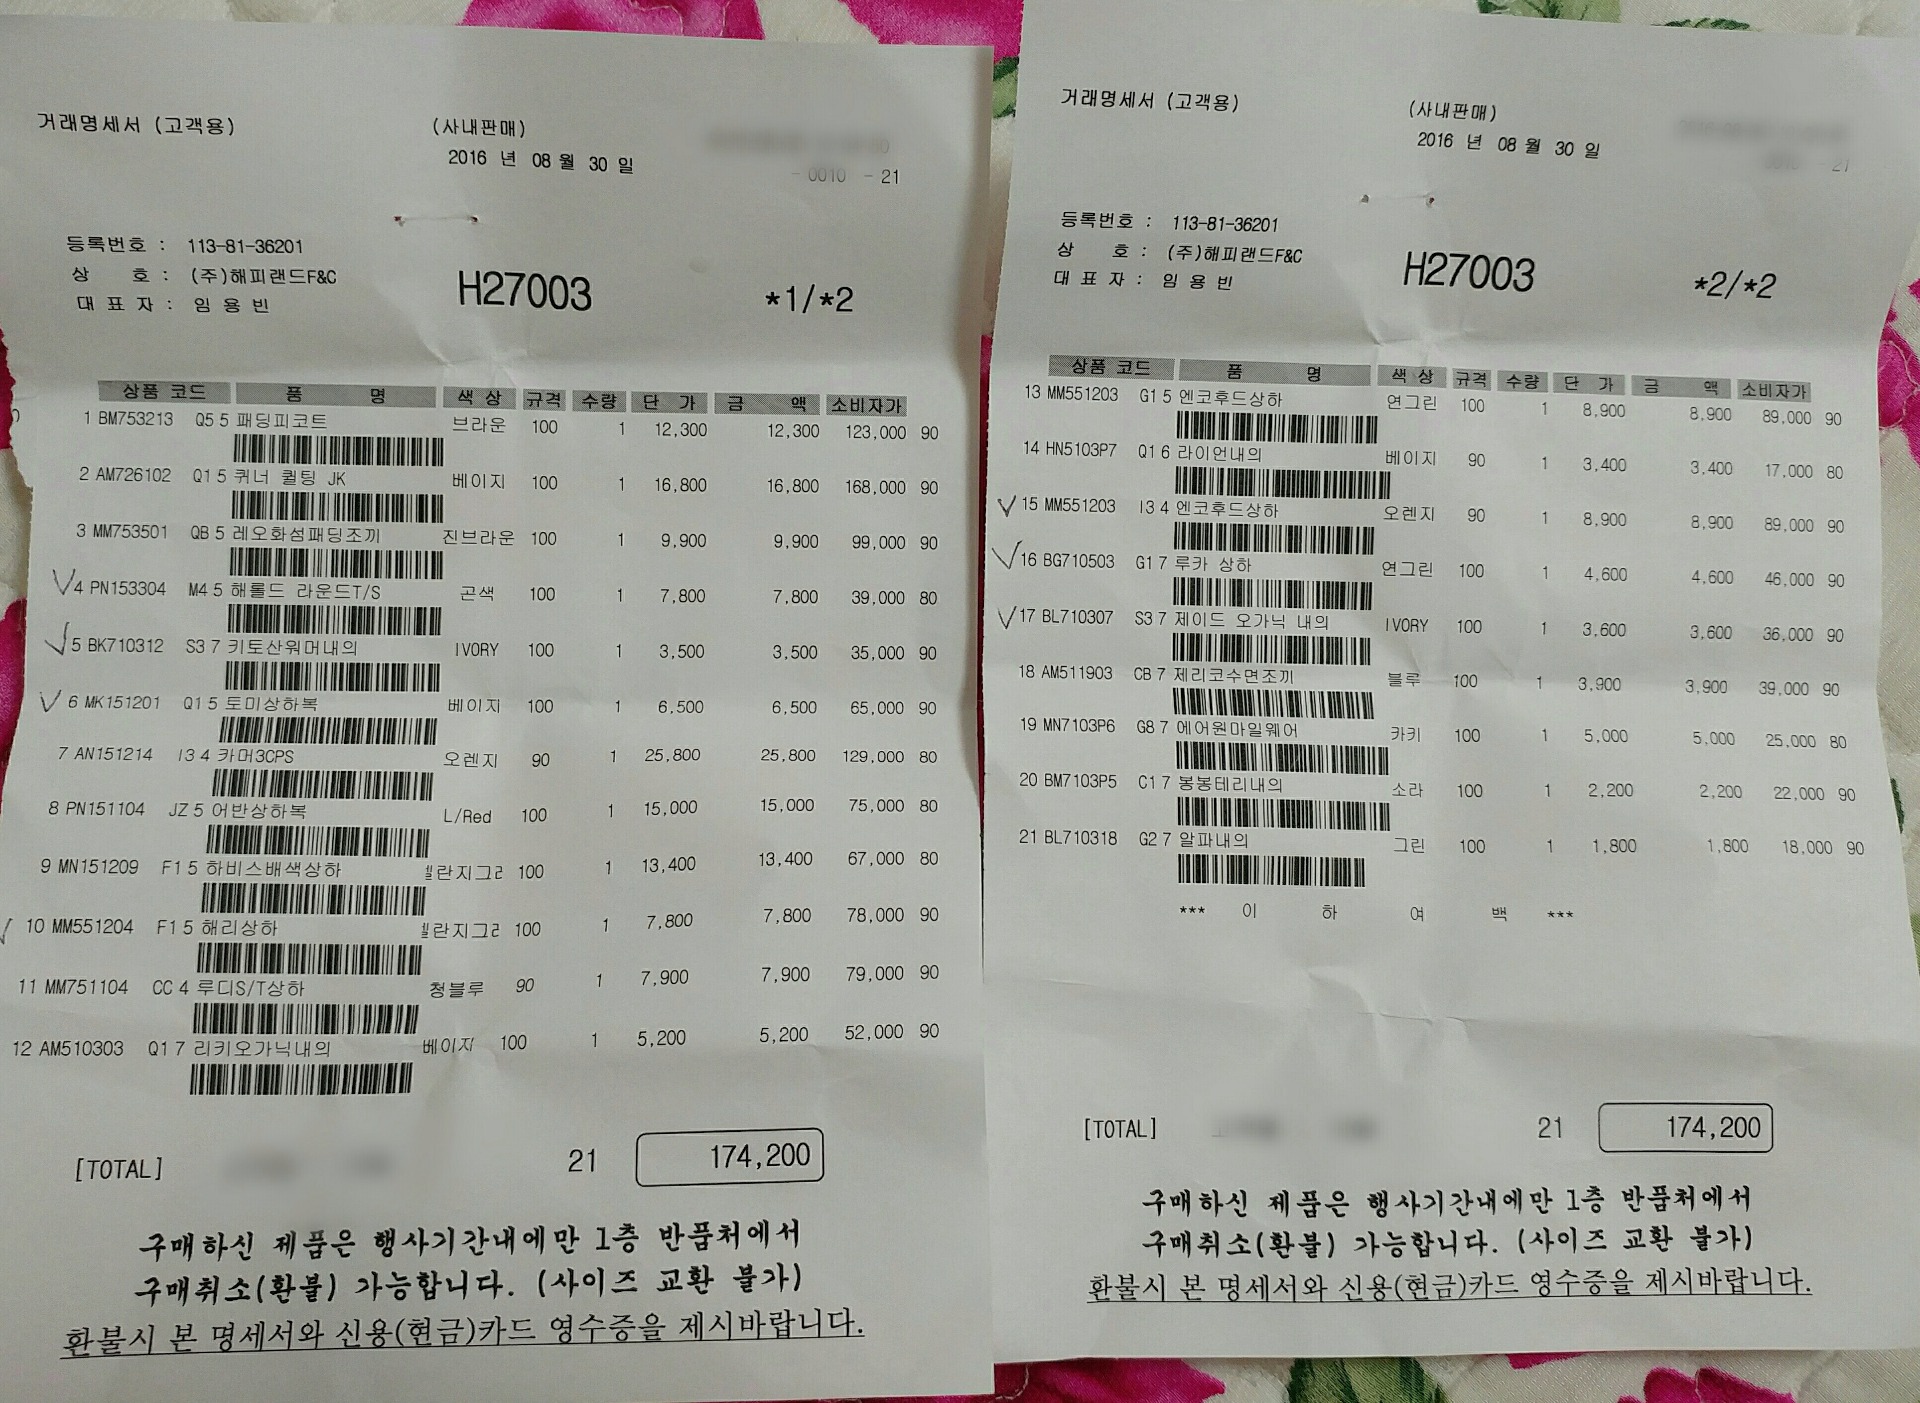 거래명세서 (고객용)
(사내판매)
2016 년 08 월 30 일
- 0010 - 21
등록번호 : 113-81-36201
상 호 : (주)해피랜드F&C
대 표 자 : 임 용 빈
H27003
*1/*2
상품 코드 품 명 색 상 규격 수량 단 가 금 액 소비자가
1 BM753213 Q5 5 패딩피코트 브라운 100 1 12,300 12,300 123,000 90
2 AM726102 Q1 5 퀴너 퀼팅 JK 베이지 100 1 16,800 16,800 168,000 90
3 MM753501 QB 5 레오화섬패딩조끼 진브라운 100 1 9,900 9,900 99,000 90
4 PN153304 M4 5 해롤드 라운드T/S 곤색 100 1 7,800 7,800 39,000 80
5 BK710312 S3 7 키토산워머내의 IVORY 100 1 3,500 3,500 35,000 90
6 MK151201 Q1 5 토미상하복 베이지 100 1 6,500 6,500 65,000 90
7 AN151214 I3 4 카머3CPS 오렌지 90 1 25,800 25,800 129,000 80
8 PN151104 JZ 5 어반상하복 L/Red 100 1 15,000 15,000 75,000 80
9 MN151209 F1 5 하비스배색상하 100 1 13,400 13,400 67,000 80
10 MM551204 F1 5 해리상하 100 1 7,800 7,800 78,000 90
11 MM751104 CC 4 루디S/T상하 청블루 90 1 7,900 7,900 79,000 90
12 AM510303 Q1 7 리키오가닉내의 베이지 100 1 5,200 5,200 52,000 90
[TOTAL] 21 174,200
구매하신 제품은 행사기간내에만 1층 반품처에서
구매취소(환불) 가능합니다. (사이즈 교환 불가)
환불시 본 명세서와 신용(현금)카드 영수증을 제시바랍니다.
거래명세서 (고객용)
(사내판매)
2016 년 08 월 30 일
21
등록번호 : 113-81-36201
상 호 : (주)해피랜드F&C
대 표 자 : 임 용 빈
H27003
*2/*2
상품 코드 품 명 색 상 규격 수량 단 가 금 액 소비자가
13 MM551203 G1 5 엔코후드상하 연그린 100 1 8,900 8,900 89,000 90
14 HN5103P7 Q1 6 라이언내의 베이지 90 1 3,400 3,400 17,000 80
15 MM551203 I3 4 엔코후드상하 오렌지 90 1 8,900 8,900 89,000 90
16 BG710503 G1 7 루카 상하 연그린 100 1 4,600 4,600 46,000 90
17 BL710307 S3 7 제이드 오가닉 내의 IVORY 100 1 3,600 3,600 36,000 90
18 AM511903 CB 7 제리코수면조끼 블루 100 1 3,900 3,900 39,000 90
19 MN7103P6 G8 7 에어원마일웨어 카키 100 1 5,000 5,000 25,000 80
20 BM7103P5 C1 7 봉봉테리내의 소라 100 1 2,200 2,200 22,000 90
21 BL710318 G2 7 알파내의 그린 100 1 1,800 1,800 18,000 90
*** 이 하 여 백 ***
[TOTAL] 21 174,200
구매하신 제품은 행사기간내에만 1층 반품처에서
구매취소(환불) 가능합니다. (사이즈 교환 불가)
환불시 본 명세서와 신용(현금)카드 영수증을 제시바랍니다.